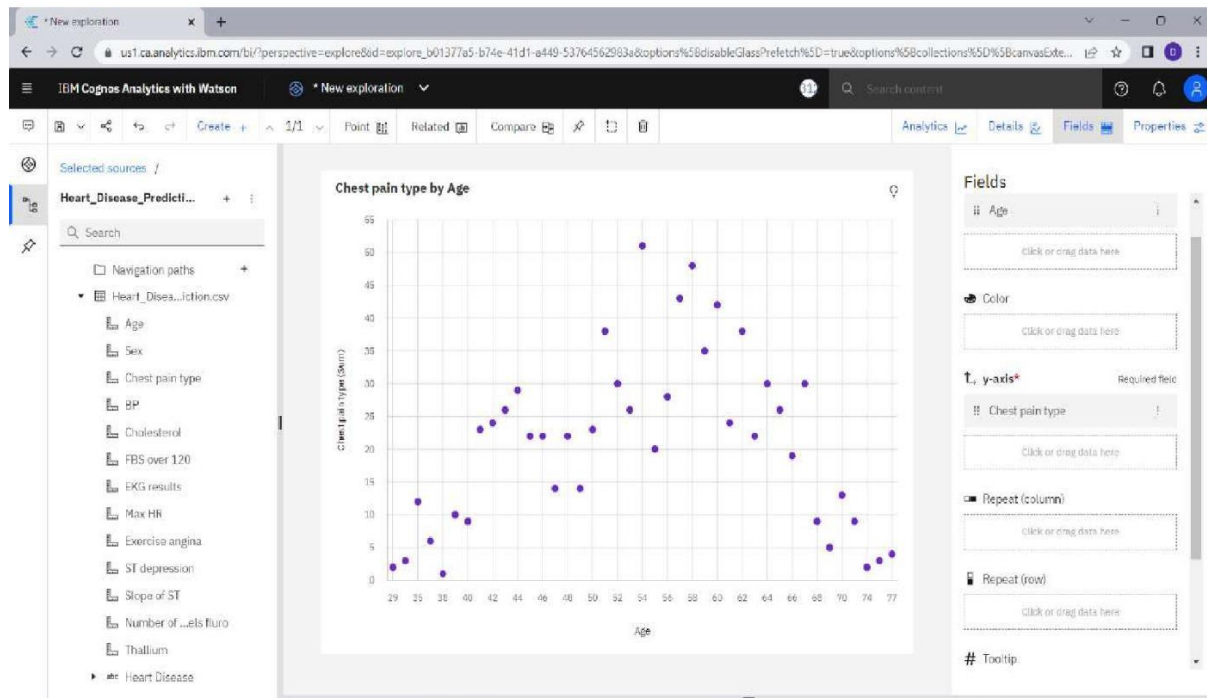 * New exploration
us1.ca.analytics.ibm.com/bi/?perspective=explore&id=explore_b01377a5-b74e-41d1-a449-53764562983a&options%5BdisableGlassPrefetch%5D=true&options%5Bcollections%5D%5BcanvasExte...
IBM Cognos Analytics with Watson
* New exploration
Search content
Create +
1/1
Point
Related
Compare
Analytics
Details
Fields
Properties
Selected sources /
Heart_Disease_Predicti...
Search
Navigation paths
Heart_Disea...iction.csv
Age
Sex
Chest pain type
BP
Cholesterol
FBS over 120
EKG results
Max HR
Exercise angina
ST depression
Slope of ST
Number of ...els fluro
Thallium
abc Heart Disease
Chest pain type by Age
Chest pain type (Sum)
55
50
45
40
35
30
25
20
15
10
5
0
29 35 38 40 42 44 46 48 50 52 54 56 58 60 62 64 66 68 70 74 77
Age
Fields
Age
Click or drag data here
Color
Click or drag data here
y-axis* Required field
Chest pain type
Click or drag data here
Repeat (column)
Click or drag data here
Repeat (row)
Click or drag data here
# Tooltip